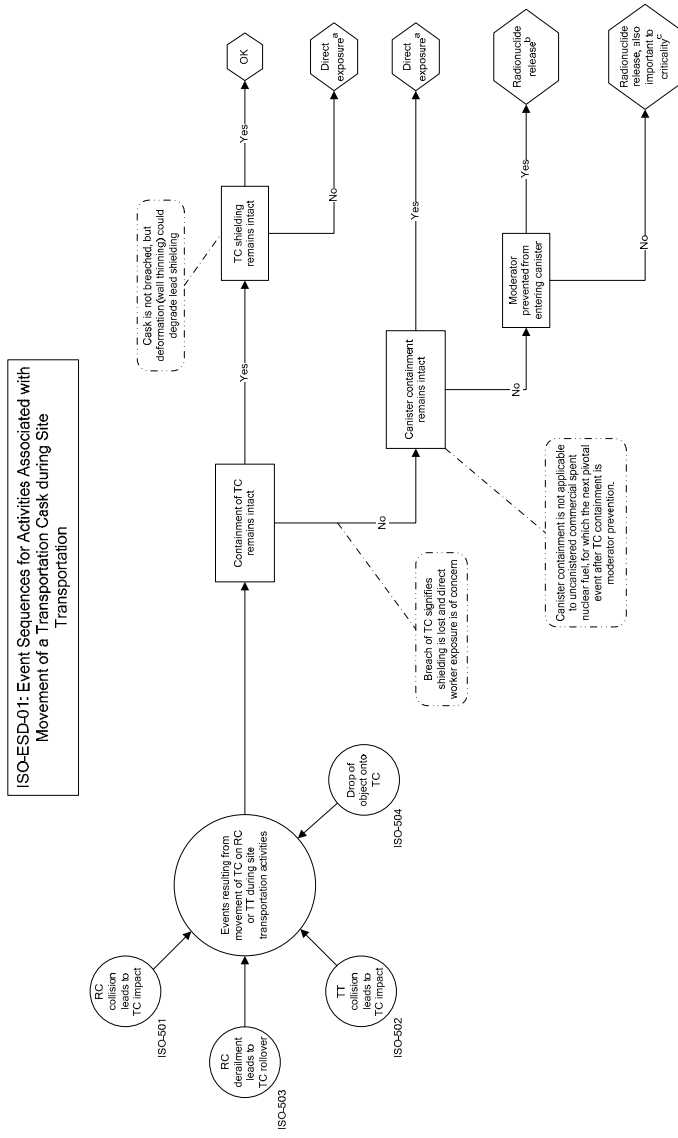 ISO-ESD-01: Event Sequences for Activities Associated with
Movement of a Transportation Cask during Site
Transportation
RC
collision
leads to
TC impact
ISO-501
RC
derailment
leads to
TC rollover
ISO-503
TT
collision
leads to
TC impact
ISO-502
Drop of
object onto
TC
ISO-504
Events resulting from
movement of TC on RC
or TT during site
transportation activities
Containment of TC
remains intact
Yes
No
Breach of TC signifies
shielding is lost and direct
worker exposure is of concern
Cask is not breached, but
deformation (wall thinning) could
degrade lead shielding
TC shielding
remains intact
Yes
OK
No
Direct
exposure a
Canister containment
remains intact
Yes
Direct
exposure a
No
Canister containment is not applicable
to uncanistered commercial spent
nuclear fuel, for which the next pivotal
event after TC containment is
moderator prevention.
Moderator
prevented from
entering canister
Yes
Radionuclide
release b
No
Radionuclide
release, also
important to
criticality c